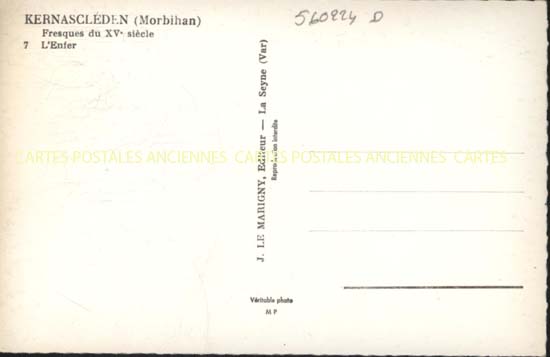 KERNASCLÉDEN (Morbihan)
Fresques du XVᵉ siècle
7 L'Enfer
560224 D
J. LE MARIGNY, Editeur — La Seyne (Var)
Reproduction interdite
CARTES POSTALES ANCIENNES CARTES POSTALES ANCIENNES CARTES
Véritable photo
M P